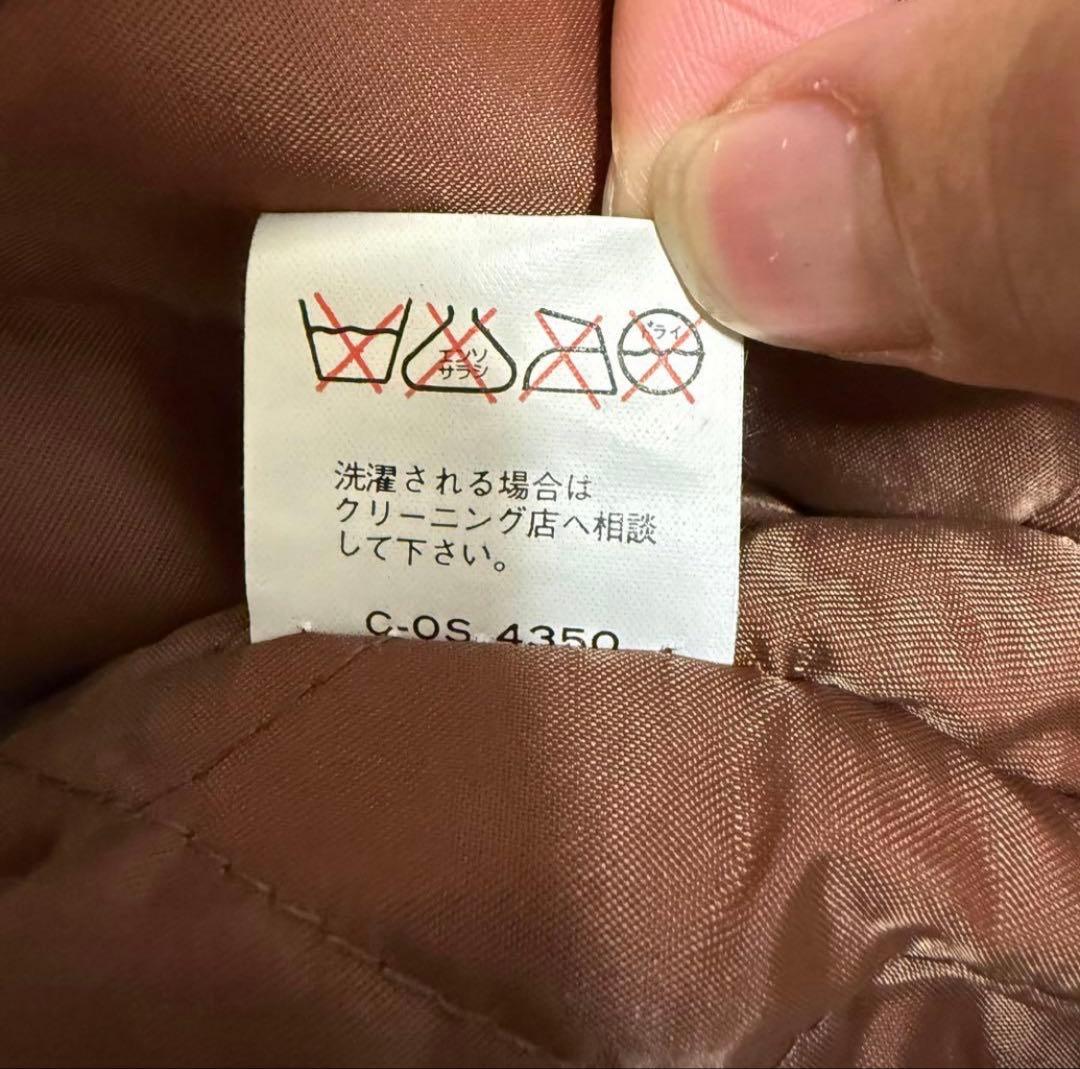 エンソ
サラシ
ドライ
洗濯される場合は
クリーニング店へ相談
して下さい。
C-OS 4350